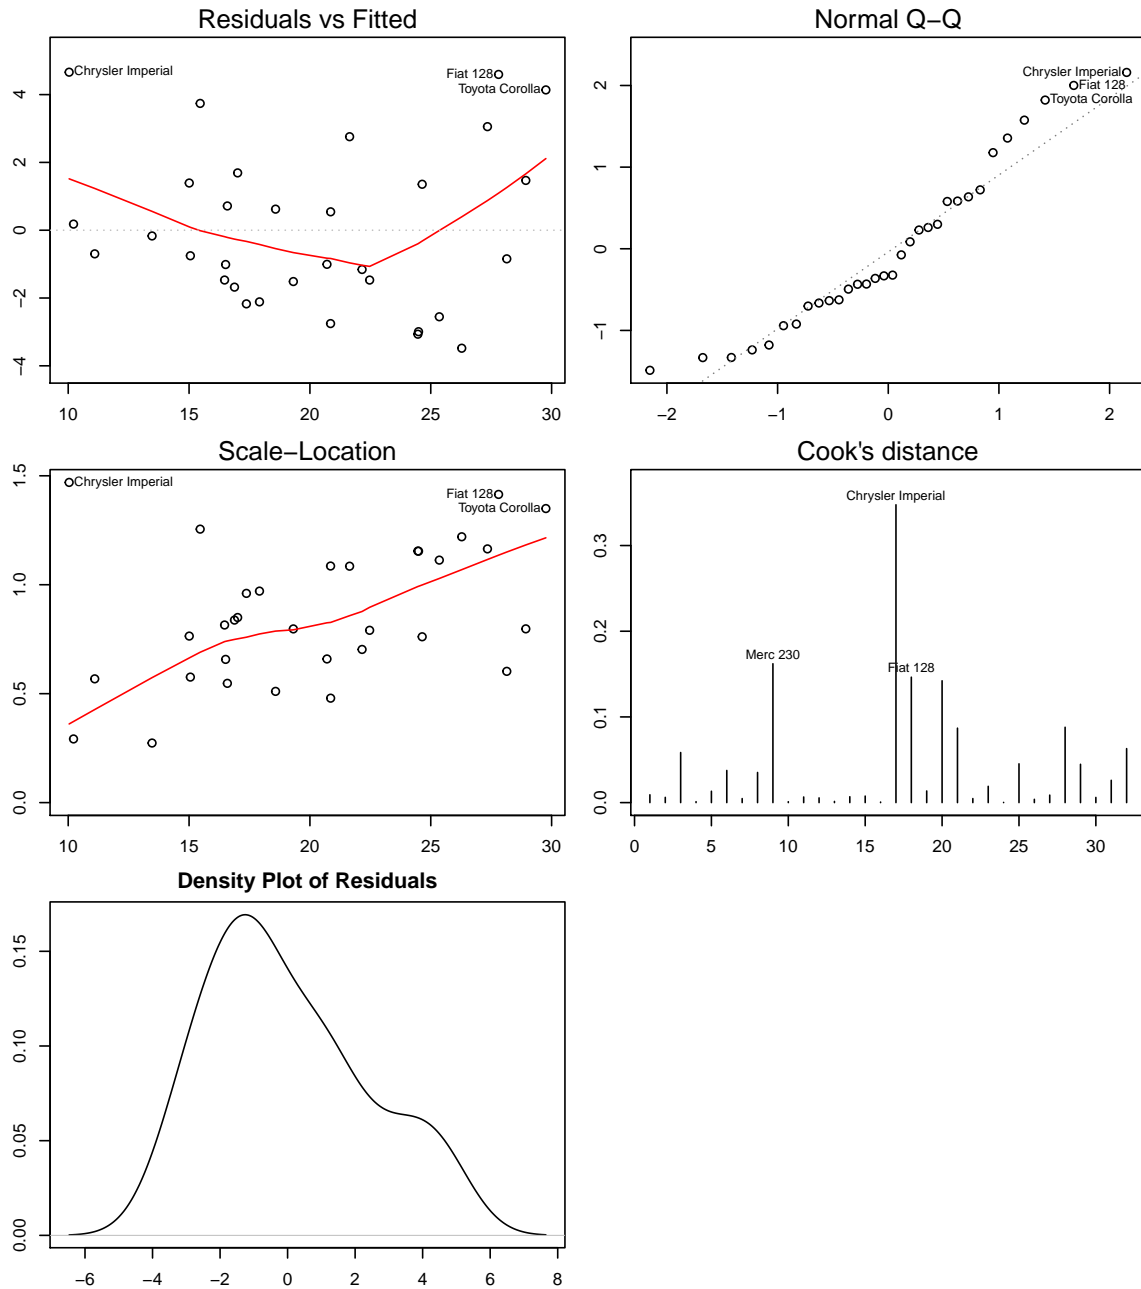 Residuals vs Fitted
Chrysler Imperial
Fiat 128
Toyota Corolla
4
2
0
−2
−4
10 15 20 25 30
Normal Q−Q
Chrysler Imperial
Fiat 128
Toyota Corolla
2
1
0
−1
−2 −1 0 1 2
Scale−Location
Chrysler Imperial
Fiat 128
Toyota Corolla
1.5
1.0
0.5
0.0
10 15 20 25 30
Cook's distance
Chrysler Imperial
Merc 230
Fiat 128
0.3
0.2
0.1
0.0
0 5 10 15 20 25 30
Density Plot of Residuals
0.15
0.10
0.05
0.00
−6 −4 −2 0 2 4 6 8